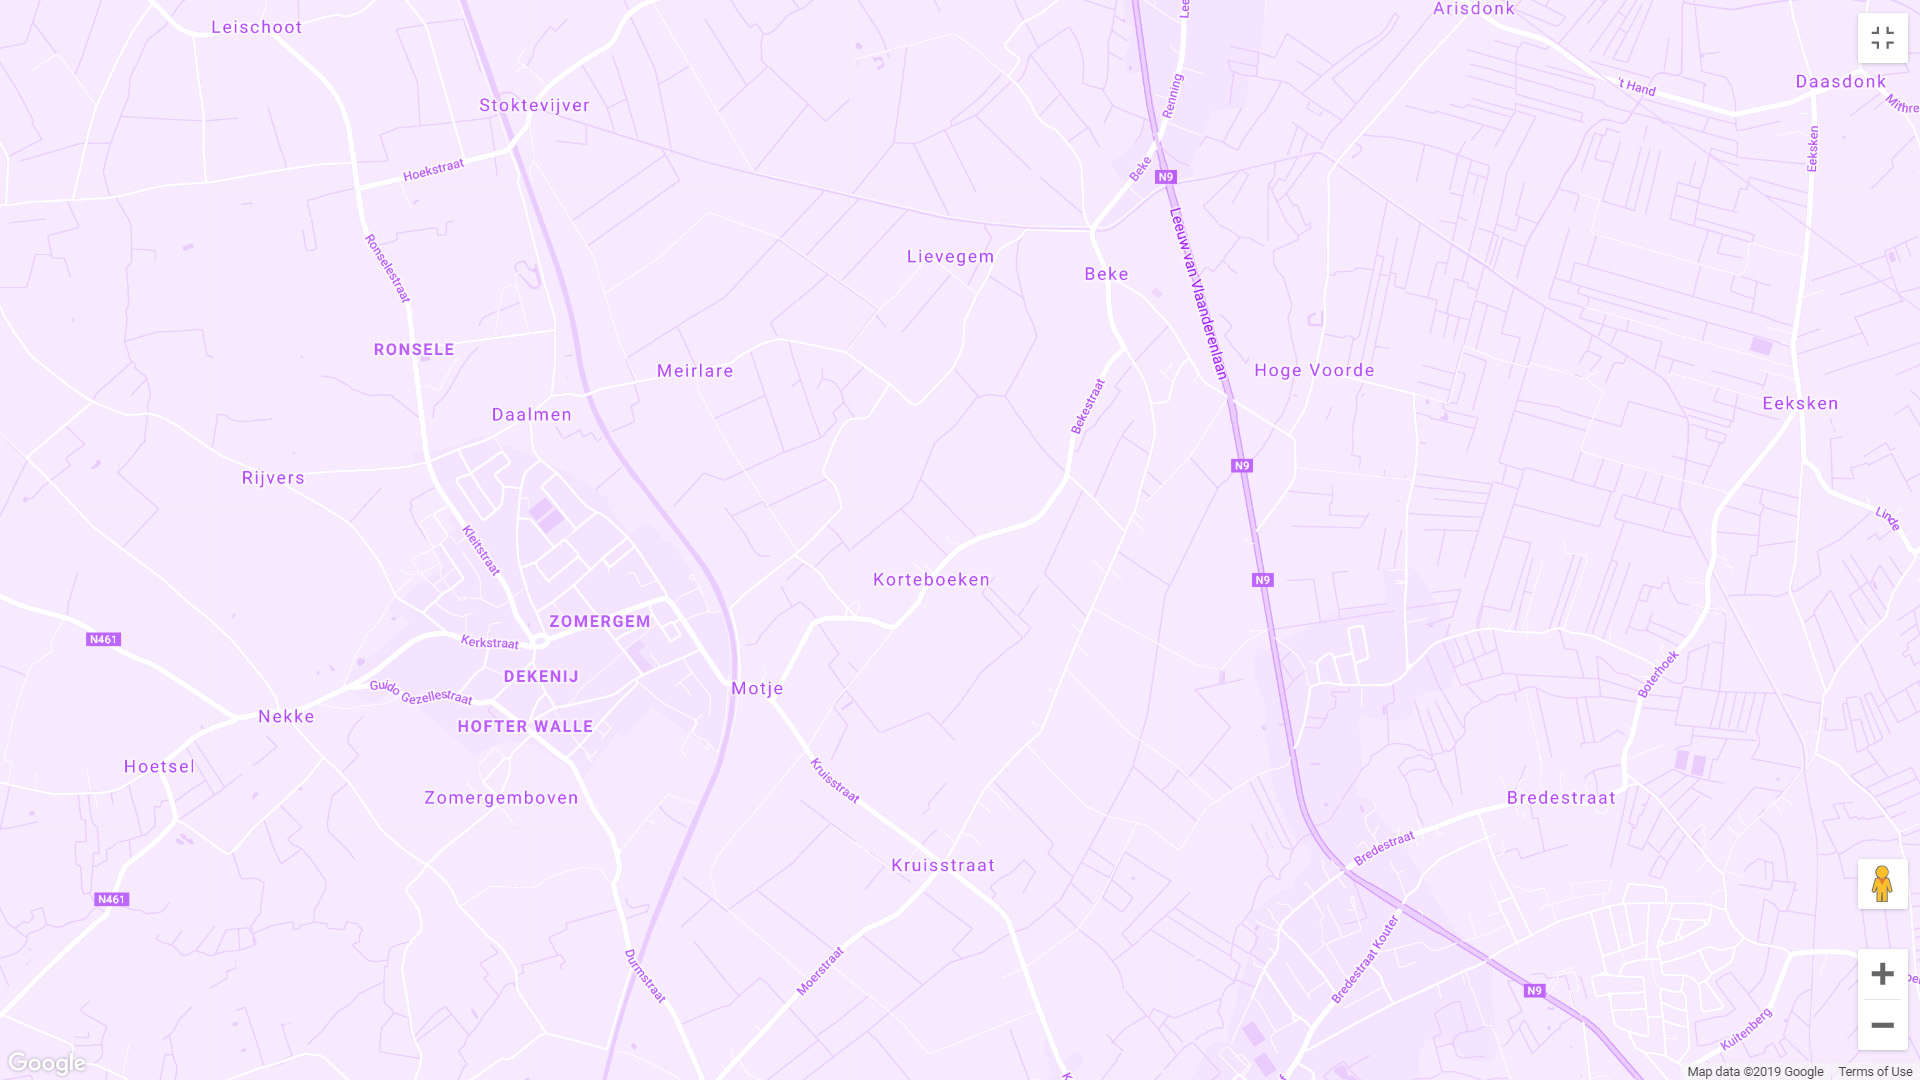 Arisdonk
Leischoot
Daasdonk
't Hand
Renning
Stoktevijver
Eeksken
Hoekstraat
Beke
N9
Ronselestraat
Lievegem
Beke
Leeuw van Vlaanderenlaan
RONSELE
Meirlare
Hoge Voorde
Bekestraat
Eeksken
Daalmen
Rijvers
N9
Linde
Kleitstraat
Korteboeken
N9
ZOMERGEM
N461
Kerkstraat
Boterhoek
DEKENIJ
Guido Gezellestraat
Motje
Nekke
HOFTER WALLE
Hoetsel
Kruisstraat
Zomergemboven
Bredestraat
Bredestraat
Kruisstraat
N461
Bredestraat Kouter
Durmstraat
Moerstraat
N9
Kuitenberg
Google
Map data ©2019 Google
Terms of Use